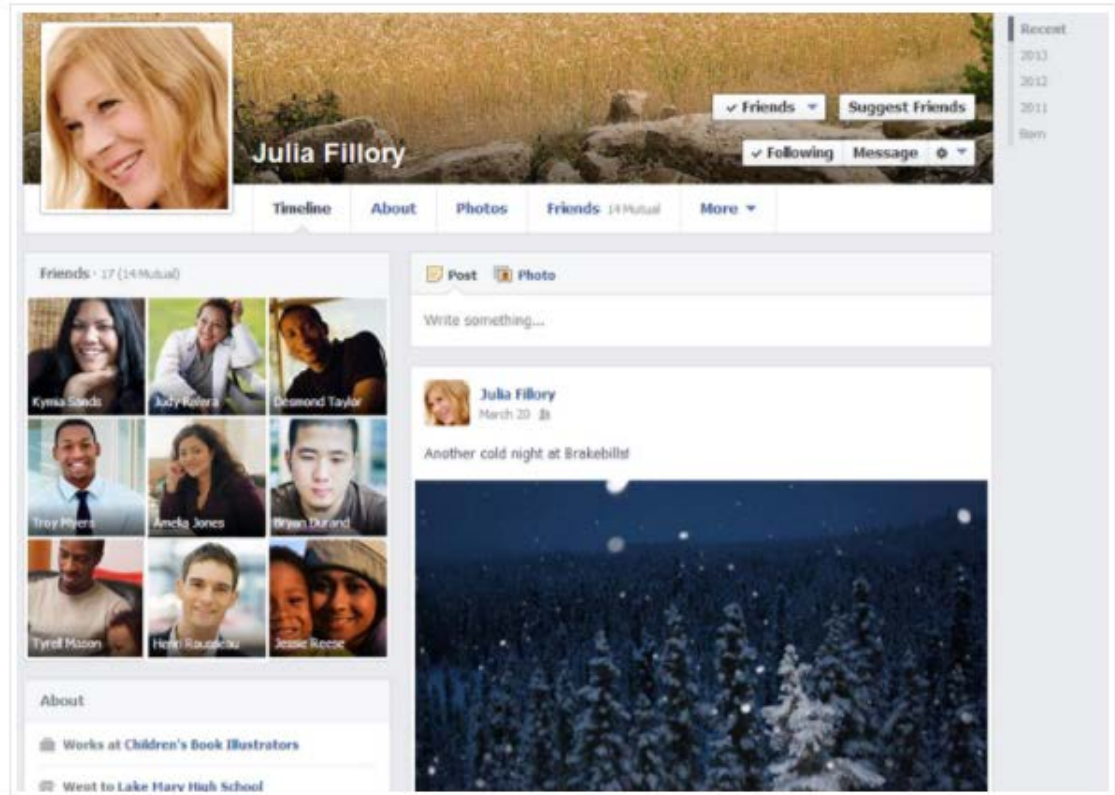 Recent
2013
2012
2011
Born
✓ Friends Suggest Friends
Julia Fillory
✓ Following Message
Timeline About Photos Friends 14 Mutual More
Friends · 17 (14 Mutual)
Kymia Sands Judy Kalera Desmond Taylor
Troy Myers Amelia Jones Bryan Durand
Tyrell Mason Henri Rousseau Jessie Reese
About
Works at Children's Book Illustrators
Went to Lake Mary High School
Post Photo
Write something...
Julia Fillory
March 20
Another cold night at Brakebills!